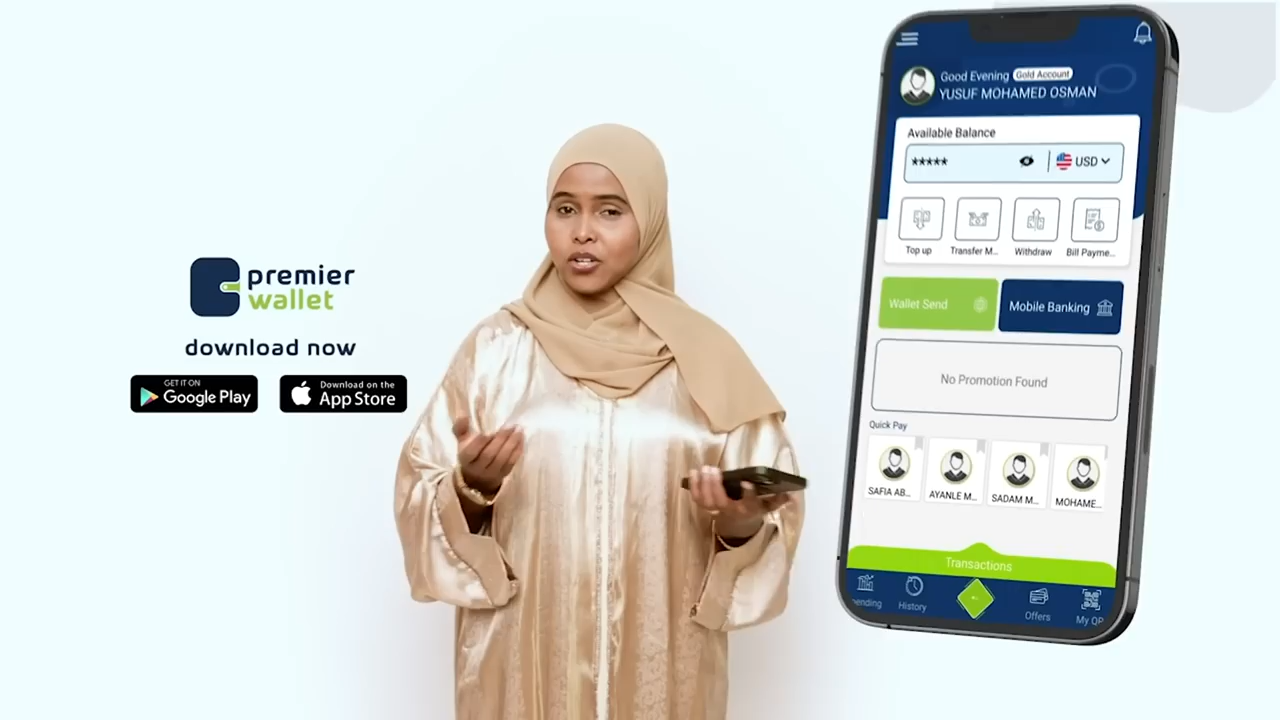 premier
wallet
download now
GET IT ON
Google Play
Download on the
App Store
Good Evening Gold Account
YUSUF MOHAMED OSMAN
Available Balance
***** USD
Top up
Transfer M...
Withdraw
Bill Payme...
Wallet Send
Mobile Banking
No Promotion Found
Quick Pay
SAFIA AB...
AYANLE M...
SADAM M...
MOHAME...
Transactions
ending
History
Offers
My QR